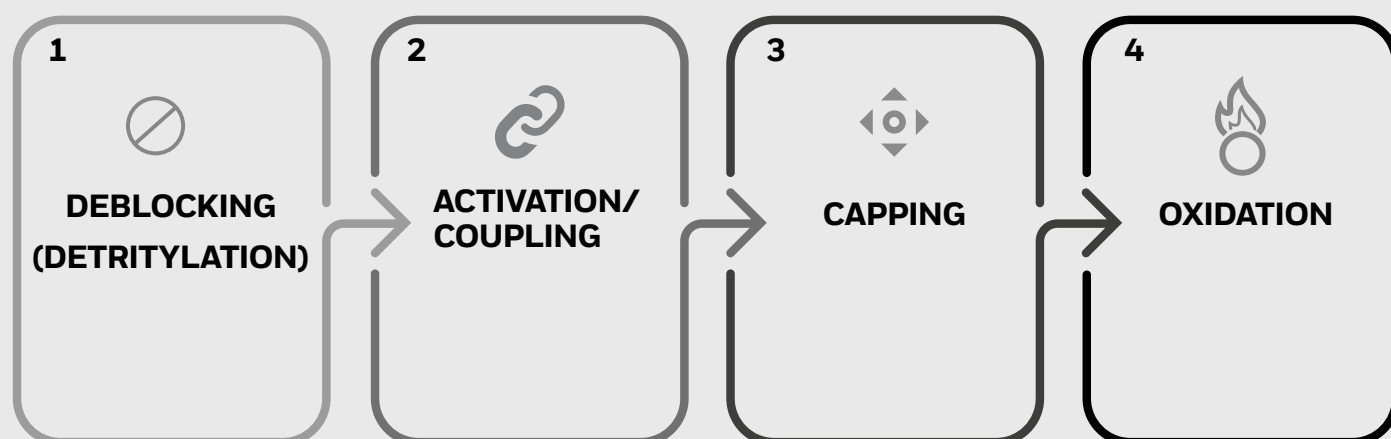 1
DEBLOCKING
(DETRITYLATION)
2
ACTIVATION/
COUPLING
3
CAPPING
4
OXIDATION